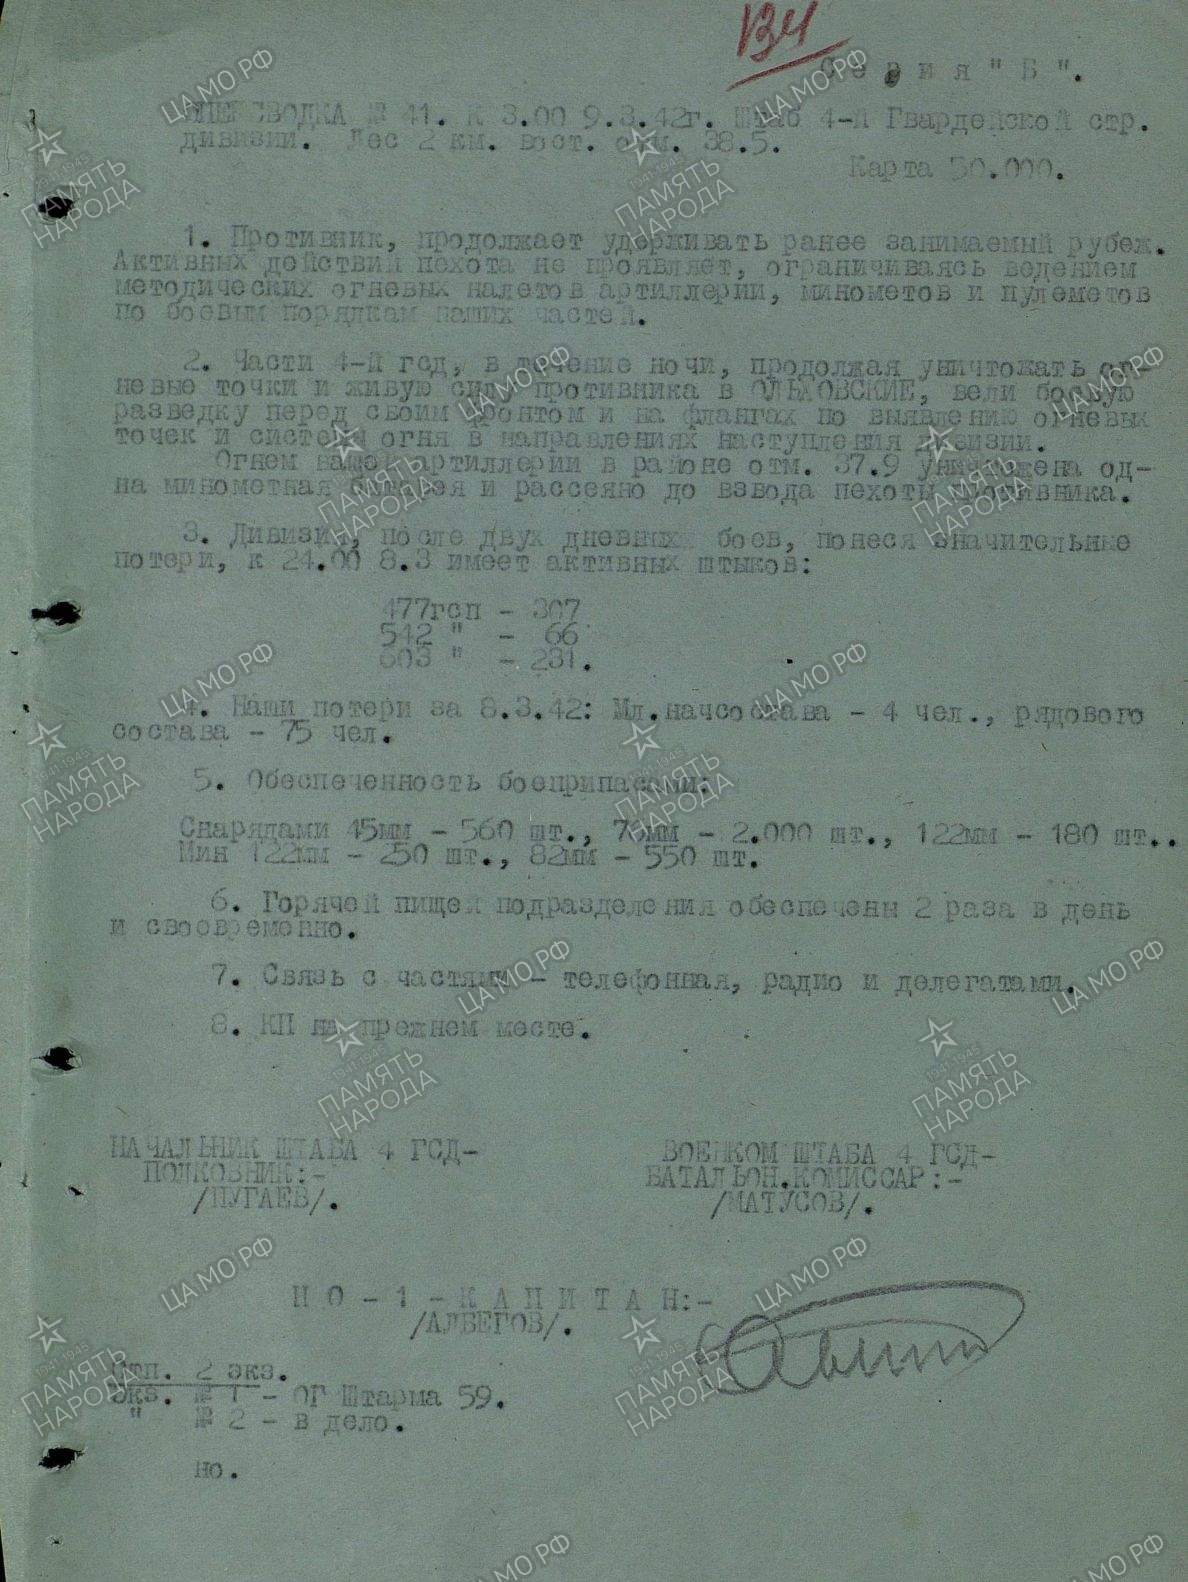 134
Серия "Б".
ОПЕРСВОДКА № 41. К 3.00 9.3.42г. Штаб 4-й Гвардейской стр.
дивизии. Лес 2 км. вост. отм. 38.5.
Карта 50.000.
1. Противник, продолжает удерживать ранее занимаемый рубеж.
Активных действий пехота не проявляет, ограничиваясь ведением
методических огневых налетов артиллерии, минометов и пулеметов
по боевым порядкам наших частей.
2. Части 4-й гсд, в течение ночи, продолжая уничтожать ог-
невые точки и живую силу противника в ОЛЬХОВСКИЕ, вели боевую
разведку перед своим фронтом и на флангах по выявлению огневых
точек и системы огня в направлениях наступления дивизии.
Огнем нашей артиллерии в районе отм. 37.9 уничтожена од-
на минометная батарея и рассеяно до взвода пехоты противника.
3. Дивизия, после двух дневных боев, понеся значительные
потери, к 24.00 8.3 имеет активных штыков:
477гсп - 307
542 " - 66
603 " - 231.
4. Наши потери за 8.3.42: Мл.начсостава - 4 чел., рядового
состава - 75 чел.
5. Обеспеченность боеприпасами:
Снарядами 45мм - 560 шт., 76мм - 2.000 шт., 122мм - 180 шт..
Мин 122мм - 250 шт., 82мм - 550 шт.
6. Горячей пищей подразделения обеспечены 2 раза в день
и своевременно.
7. Связь с частями - телефонная, радио и делегатами.
8. КП на прежнем месте.
НАЧАЛЬНИК ШТАБА 4 ГСД-
ПОЛКОВНИК:-
/ПУГАЕВ/.
ВОЕНКОМ ШТАБА 4 ГСД-
БАТАЛЬОН.КОМИССАР:-
/МАТУСОВ/.
П О - 1 - К А П И Т А Н:-
/АЛБЕГОВ/.
Отп. 2 экз.
Экз. № 1 - ОГ Штарма 59.
" № 2 - в дело.
но.